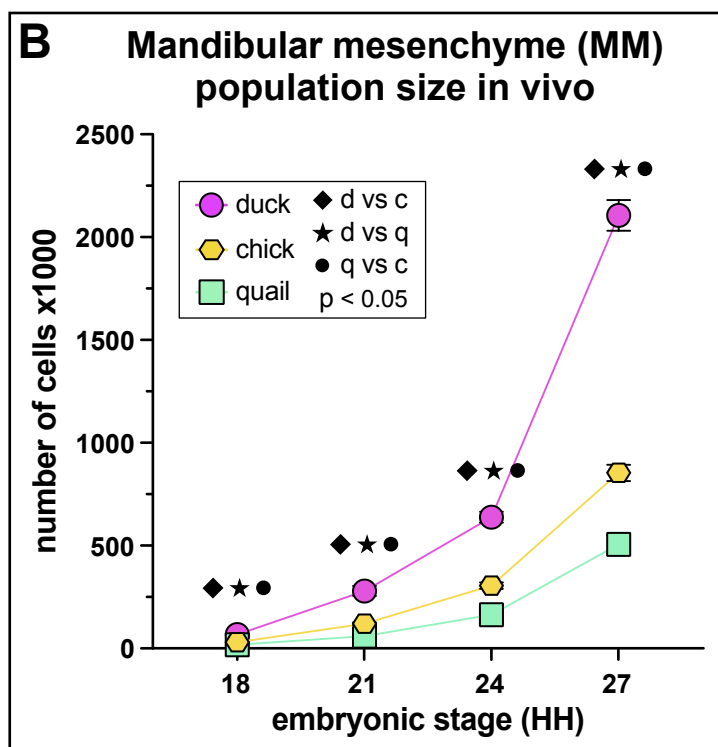 B
Mandibular mesenchyme (MM)
population size in vivo
number of cells x1000
2500
2000
1500
1000
500
0
duck
chick
quail
d vs c
d vs q
q vs c
p < 0.05
18
21
24
27
embryonic stage (HH)